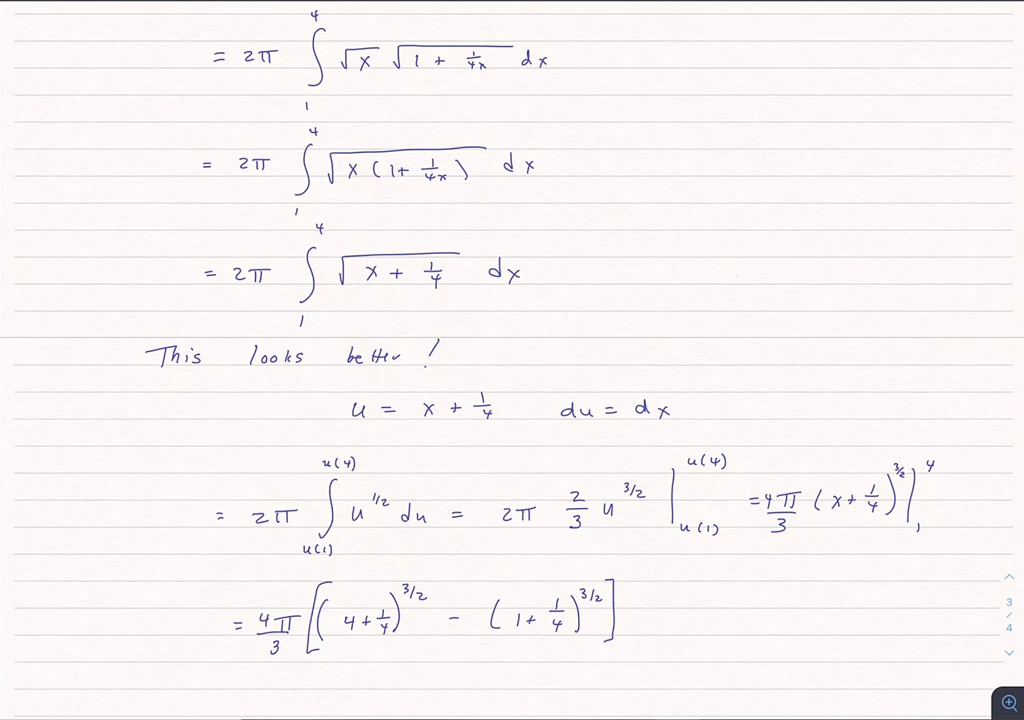 = 2π ∫₁⁴ √x √(1 + 1/4x) dx
= 2π ∫₁⁴ √(x (1 + 1/4x)) dx
= 2π ∫₁⁴ √(x + 1/4) dx
This looks better!
u = x + 1/4 du = dx
= 2π ∫_{u(1)}^{u(4)} u^{1/2} du = 2π 2/3 u^{3/2} |_{u(1)}^{u(4)} = 4π/3 (x + 1/4)^{3/2} |₁⁴
= 4π/3 [(4 + 1/4)^{3/2} - (1 + 1/4)^{3/2}]
3
/
4